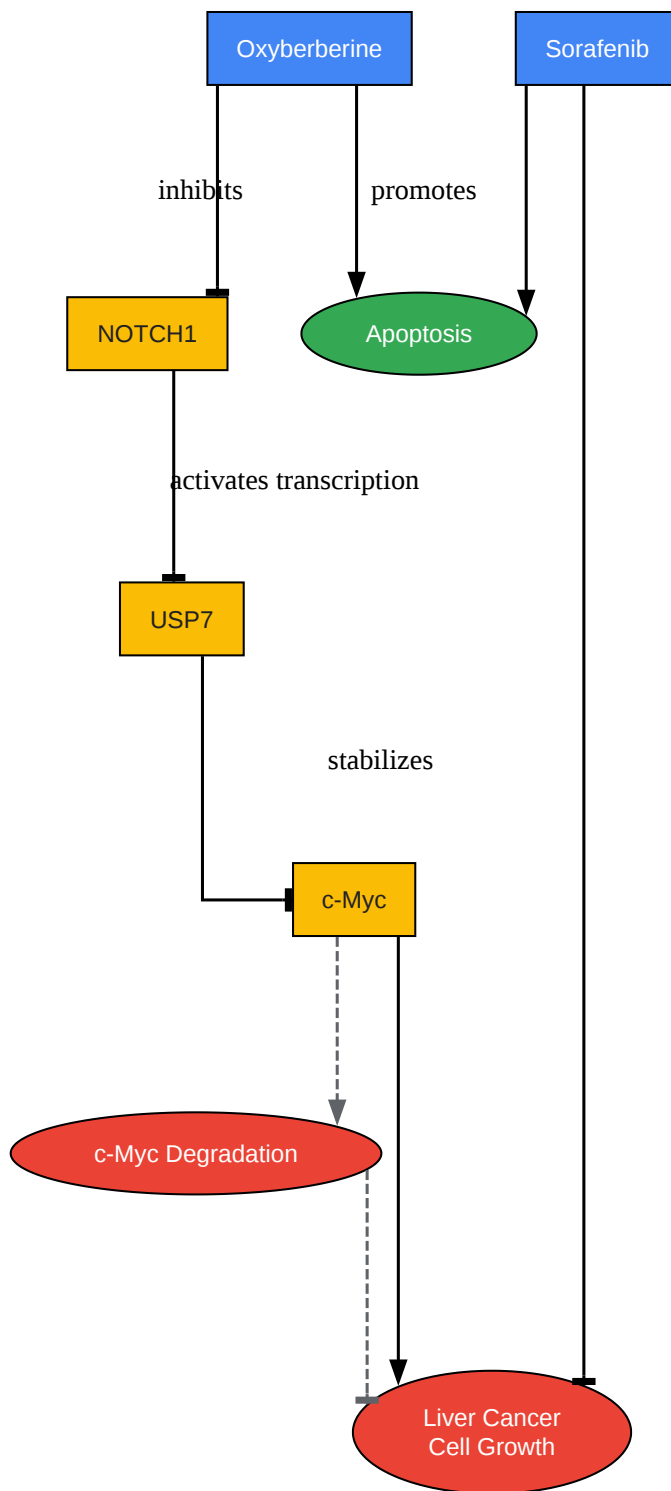 Oxyberberine
Sorafenib
inhibits
promotes
NOTCH1
Apoptosis
activates transcription
USP7
stabilizes
c-Myc
c-Myc Degradation
Liver Cancer
Cell Growth